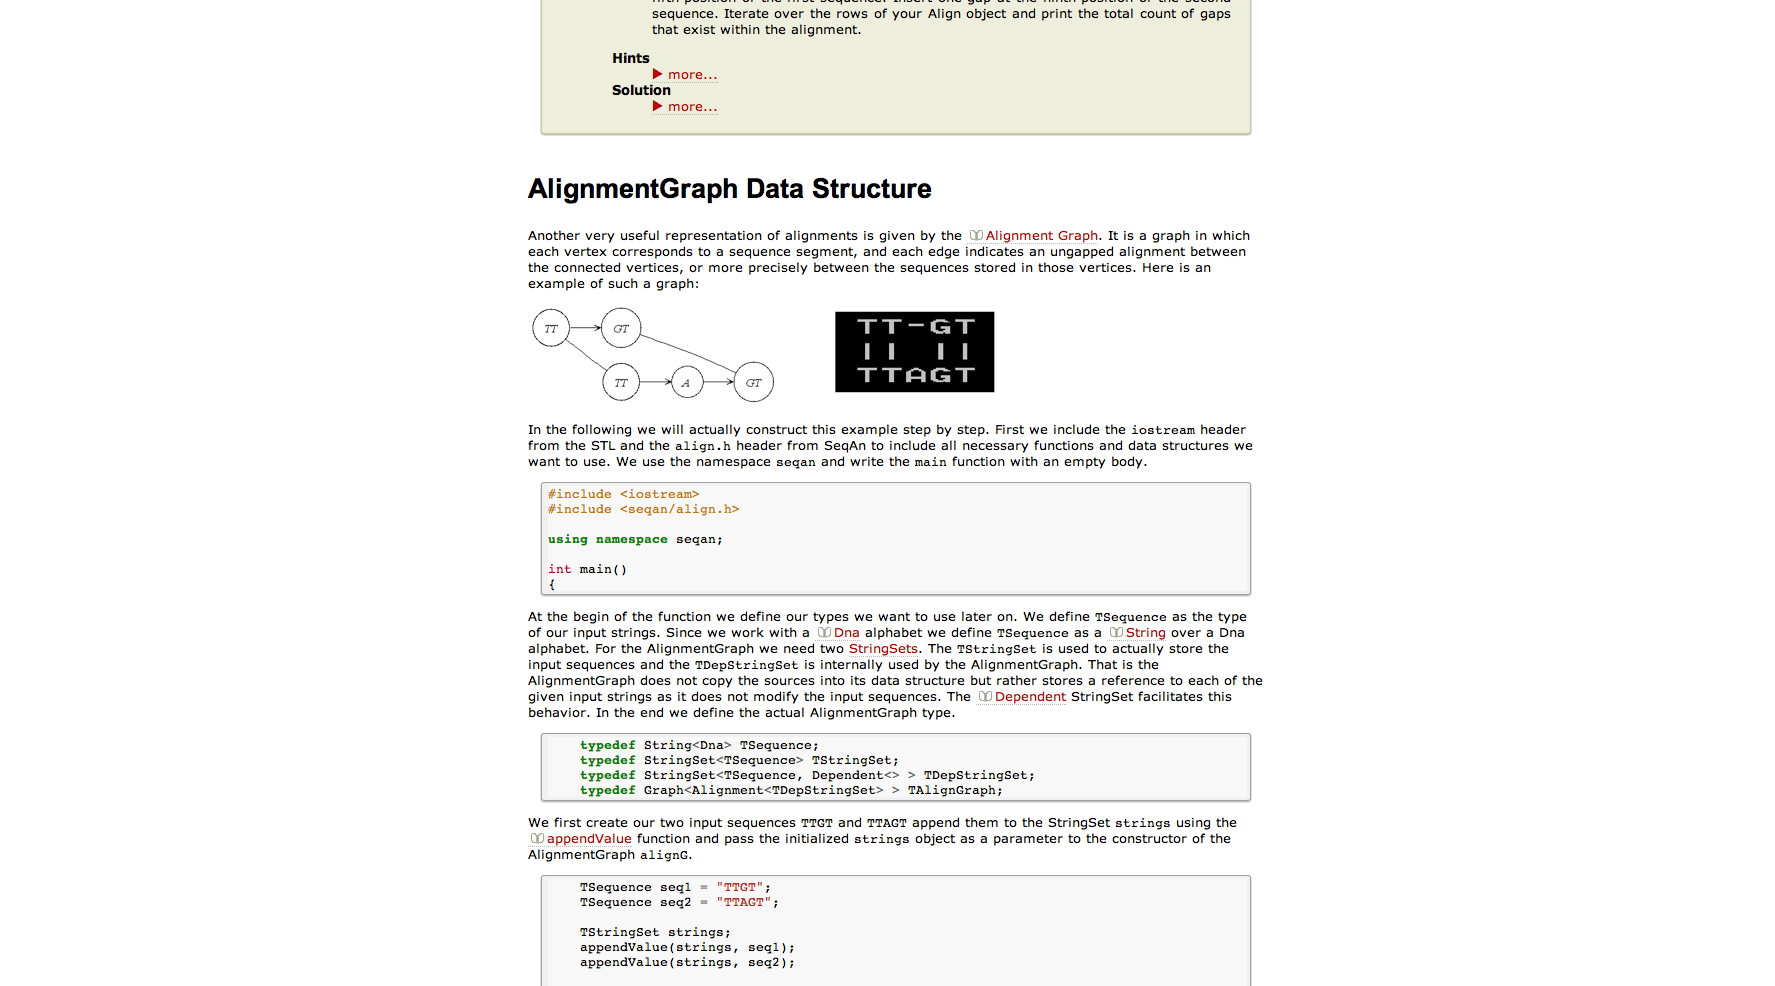 sequence. Iterate over the rows of your Align object and print the total count of gaps
that exist within the alignment.
Hints
more...
Solution
more...
AlignmentGraph Data Structure
Another very useful representation of alignments is given by the Alignment Graph. It is a graph in which
each vertex corresponds to a sequence segment, and each edge indicates an ungapped alignment between
the connected vertices, or more precisely between the sequences stored in those vertices. Here is an
example of such a graph:
TT GT
TT A GT
TT-GT
|| ||
TTAGT
In the following we will actually construct this example step by step. First we include the iostream header
from the STL and the align.h header from SeqAn to include all necessary functions and data structures we
want to use. We use the namespace seqan and write the main function with an empty body.
#include <iostream>
#include <seqan/align.h>
using namespace seqan;
int main()
{
At the begin of the function we define our types we want to use later on. We define TSequence as the type
of our input strings. Since we work with a Dna alphabet we define TSequence as a String over a Dna
alphabet. For the AlignmentGraph we need two StringSets. The TStringSet is used to actually store the
input sequences and the TDepStringSet is internally used by the AlignmentGraph. That is the
AlignmentGraph does not copy the sources into its data structure but rather stores a reference to each of the
given input strings as it does not modify the input sequences. The Dependent StringSet facilitates this
behavior. In the end we define the actual AlignmentGraph type.
typedef String<Dna> TSequence;
typedef StringSet<TSequence> TStringSet;
typedef StringSet<TSequence, Dependent<> > TDepStringSet;
typedef Graph<Alignment<TDepStringSet> > TAlignGraph;
We first create our two input sequences TTGT and TTAGT append them to the StringSet strings using the
appendValue function and pass the initialized strings object as a parameter to the constructor of the
AlignmentGraph alignG.
TSequence seq1 = "TTGT";
TSequence seq2 = "TTAGT";
TStringSet strings;
appendValue(strings, seq1);
appendValue(strings, seq2);